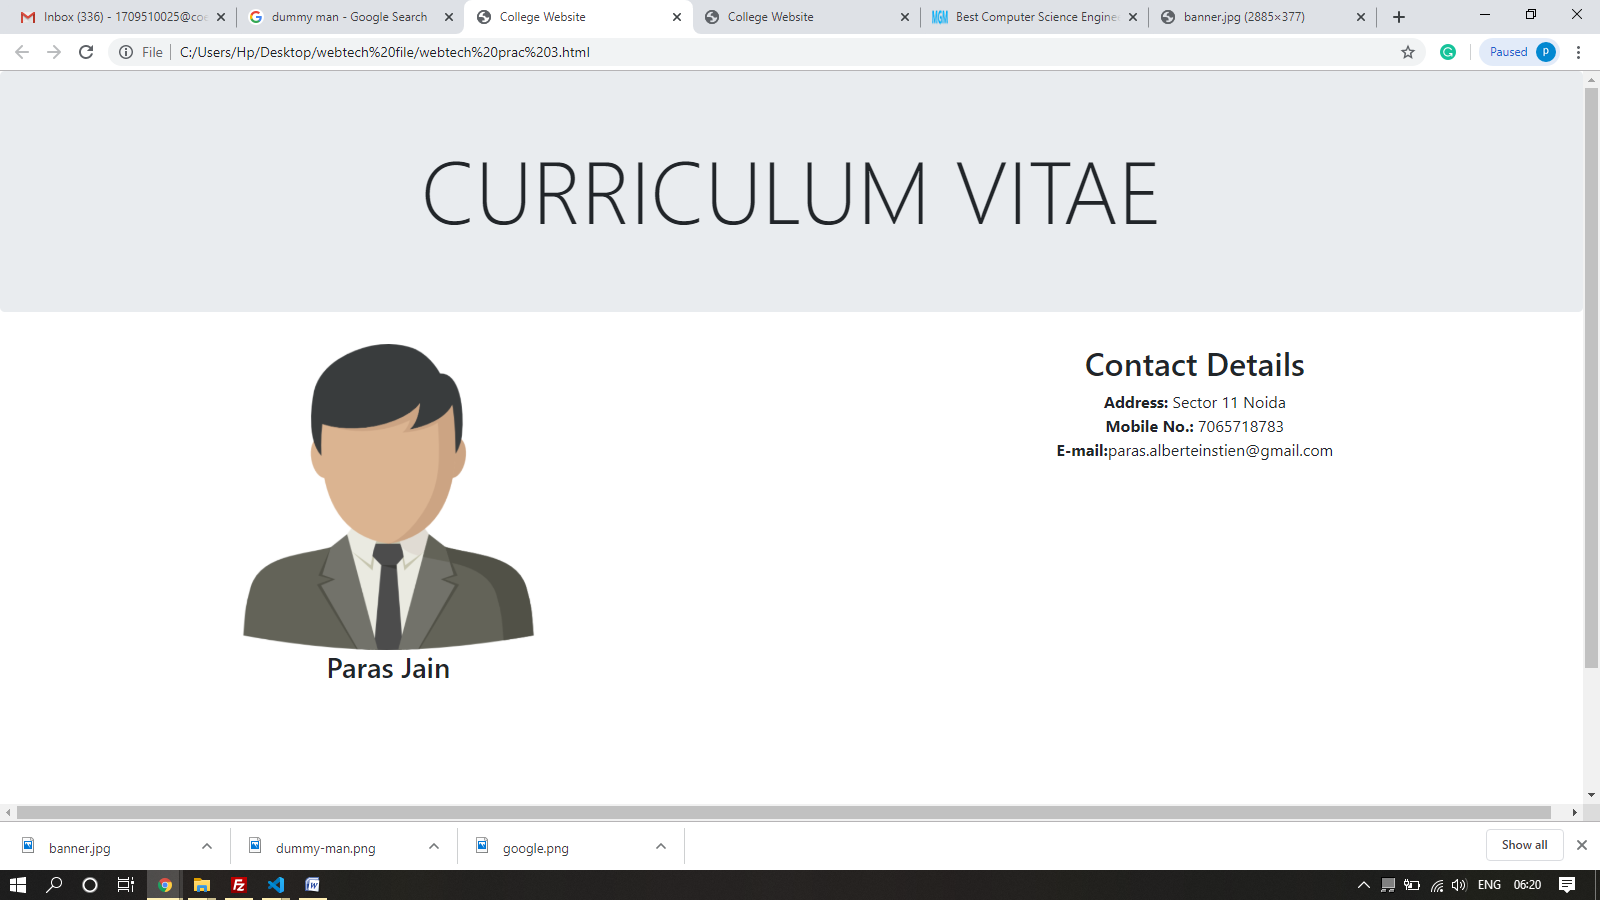 Inbox (336) - 1709510025@coe
dummy man - Google Search
College Website
College Website
MGM Best Computer Science Engine
banner.jpg (2885×377)
File C:/Users/Hp/Desktop/webtech%20file/webtech%20prac%203.html
Paused P
CURRICULUM VITAE
Contact Details
Address: Sector 11 Noida
Mobile No.: 7065718783
E-mail:paras.alberteinstien@gmail.com
Paras Jain
banner.jpg
dummy-man.png
google.png
Show all
ENG 06:20